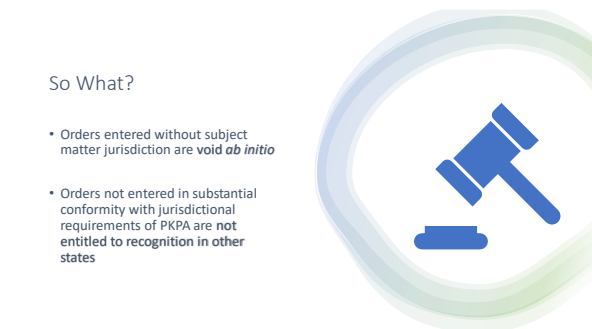 So What?
• Orders entered without subject
matter jurisdiction are void ab initio
• Orders not entered in substantial
conformity with jurisdictional
requirements of PKPA are not
entitled to recognition in other
states